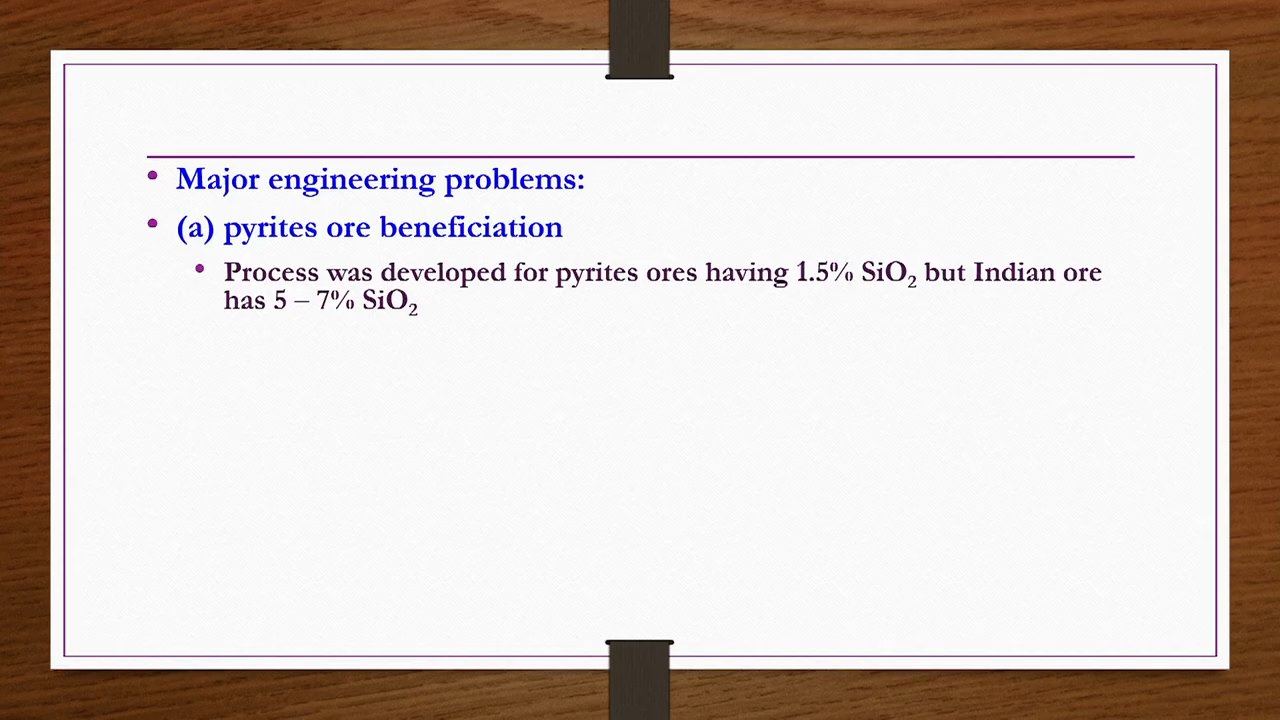 • Major engineering problems:
• (a) pyrites ore beneficiation
• Process was developed for pyrites ores having 1.5% SiO₂ but Indian ore
has 5 – 7% SiO₂